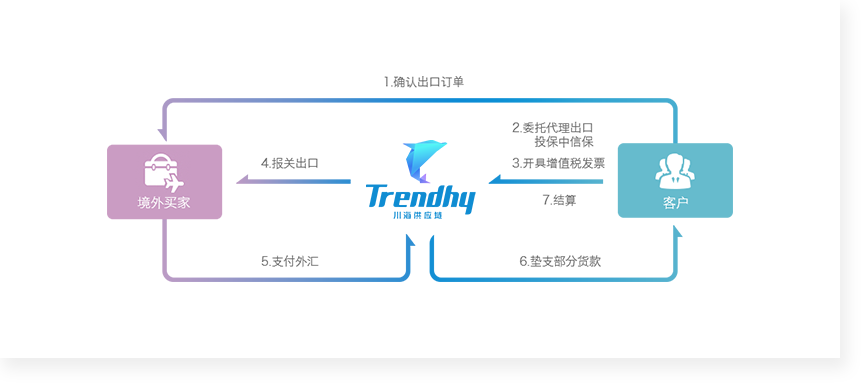 1.确认出口订单
2.委托代理出口
投保中信保
4.报关出口
3.开具增值税发票
境外买家
Trendhy
川海供应链
7.结算
客户
5.支付外汇
6.垫支部分货款